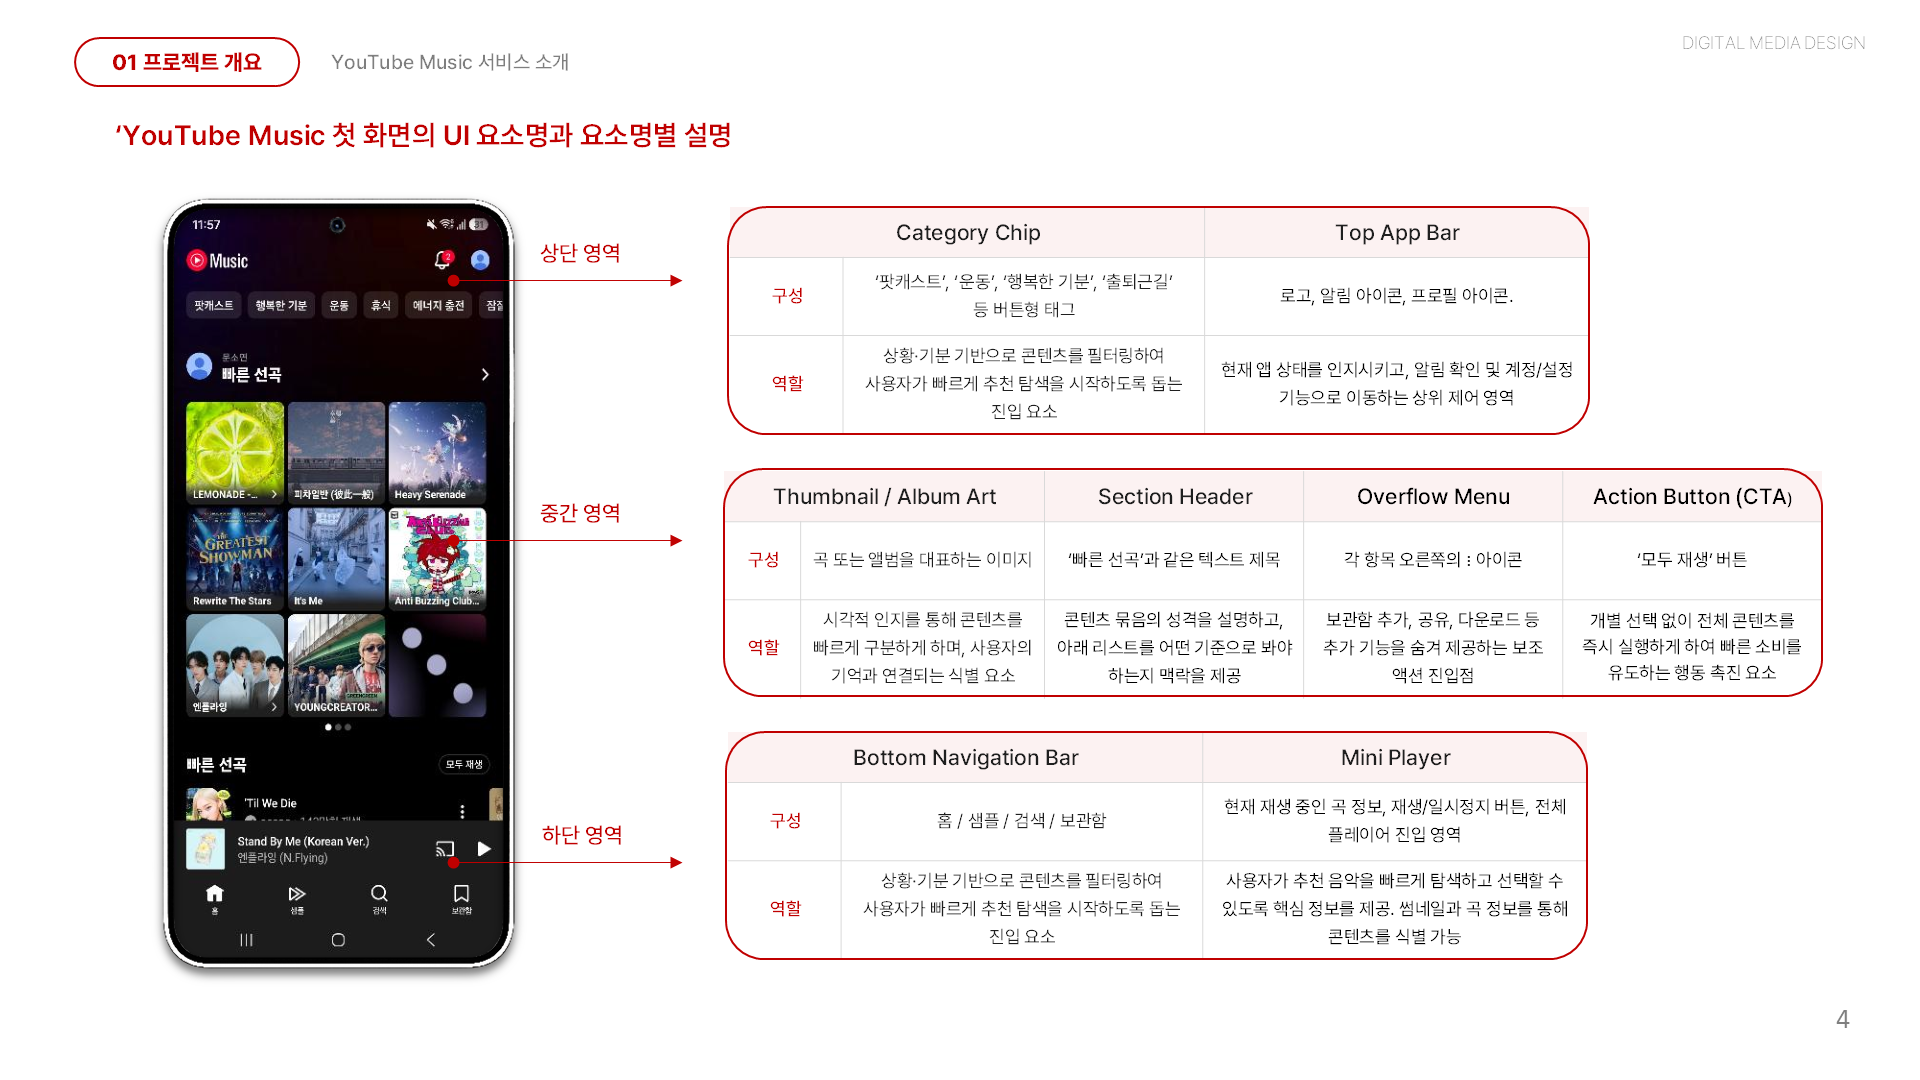 01 프로젝트 개요
YouTube Music 서비스 소개
DIGITAL MEDIA DESIGN
‘YouTube Music 첫 화면의 UI 요소명과 요소명별 설명
11:57
Music
2
팟캐스트
행복한 기분
운동
휴식
에너지 충전
잠잘
문소연
빠른 선곡
LEMONADE -...
피차일반 (彼此一般)
Heavy Serenade
THE GREATEST SHOWMAN
Rewrite The Stars
It's Me
Anti Buzzing Club...
엔플라잉
YOUNGCREATOR...
빠른 선곡
모두 재생
'Til We Die
Stand By Me (Korean Ver.)
엔플라잉 (N.Flying)
홈
샘플
검색
보관함
상단 영역
Category Chip
Top App Bar
구성
‘팟캐스트’, ‘운동’, ‘행복한 기분’, ‘출퇴근길’
등 버튼형 태그
로고, 알림 아이콘, 프로필 아이콘.
역할
상황·기분 기반으로 콘텐츠를 필터링하여
사용자가 빠르게 추천 탐색을 시작하도록 돕는
진입 요소
현재 앱 상태를 인지시키고, 알림 확인 및 계정/설정
기능으로 이동하는 상위 제어 영역
중간 영역
Thumbnail / Album Art
Section Header
Overflow Menu
Action Button (CTA)
구성
곡 또는 앨범을 대표하는 이미지
‘빠른 선곡’과 같은 텍스트 제목
각 항목 오른쪽의 ⋮ 아이콘
‘모두 재생’ 버튼
역할
시각적 인지를 통해 콘텐츠를
빠르게 구분하게 하며, 사용자의
기억과 연결되는 식별 요소
콘텐츠 묶음의 성격을 설명하고,
아래 리스트를 어떤 기준으로 봐야
하는지 맥락을 제공
보관함 추가, 공유, 다운로드 등
추가 기능을 숨겨 제공하는 보조
액션 진입점
개별 선택 없이 전체 콘텐츠를
즉시 실행하게 하여 빠른 소비를
유도하는 행동 촉진 요소
하단 영역
Bottom Navigation Bar
Mini Player
구성
홈 / 샘플 / 검색 / 보관함
현재 재생 중인 곡 정보, 재생/일시정지 버튼, 전체
플레이어 진입 영역
역할
상황·기분 기반으로 콘텐츠를 필터링하여
사용자가 빠르게 추천 탐색을 시작하도록 돕는
진입 요소
사용자가 추천 음악을 빠르게 탐색하고 선택할 수
있도록 핵심 정보를 제공. 썸네일과 곡 정보를 통해
콘텐츠를 식별 가능
4